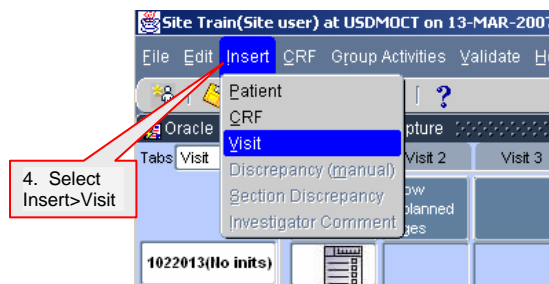 Site Train(Site user) at USDMOCT on 13-MAR-2007
File Edit Insert CRF Group Activities Validate
Patient
?
CRF
Oracle
pture
Visit
Tabs Visit
Visit 2
Visit 3
Discrepancy (manual)
4. Select
Insert>Visit
Section Discrepancy
planned
Investigator Comment
1022013(No inits)